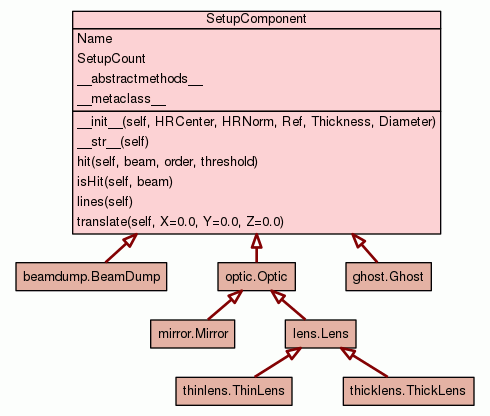 SetupComponent
Name
SetupCount
__abstractmethods__
__metaclass__
__init__(self, HRCenter, HRNorm, Ref, Thickness, Diameter)
__str__(self)
hit(self, beam, order, threshold)
isHit(self, beam)
lines(self)
translate(self, X=0.0, Y=0.0, Z=0.0)
beamdump.BeamDump
optic.Optic
ghost.Ghost
mirror.Mirror
lens.Lens
thinlens.ThinLens
thicklens.ThickLens